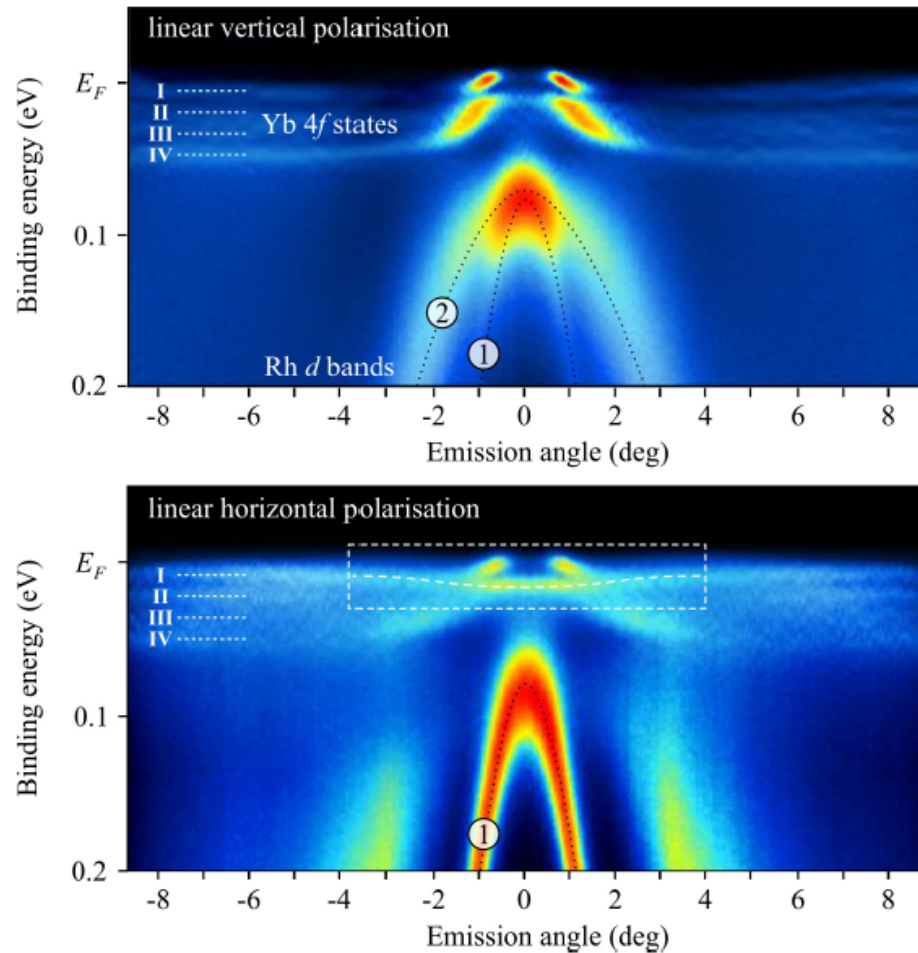 linear vertical polarisation
E_F
I
II
III
IV
Yb 4f states
0.1
2
1
Rh d bands
0.2
-8 -6 -4 -2 0 2 4 6 8
Emission angle (deg)
Binding energy (eV)
linear horizontal polarisation
E_F
I
II
III
IV
0.1
1
0.2
-8 -6 -4 -2 0 2 4 6 8
Emission angle (deg)
Binding energy (eV)